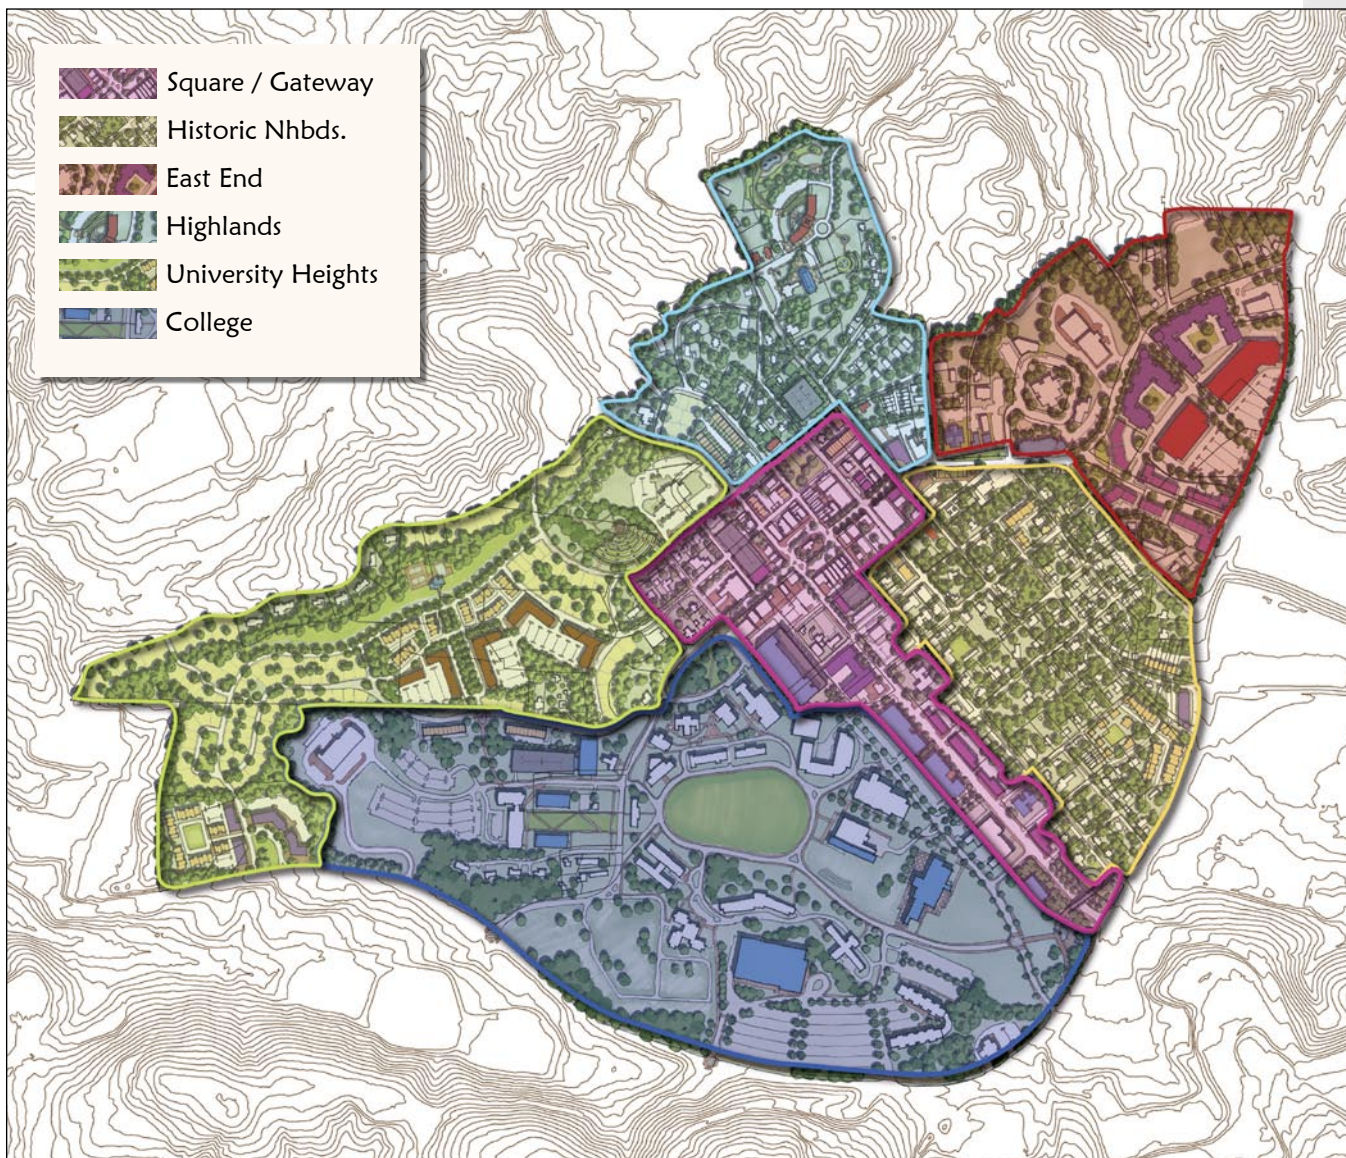 Square / Gateway
Historic Nhbds.
East End
Highlands
University Heights
College